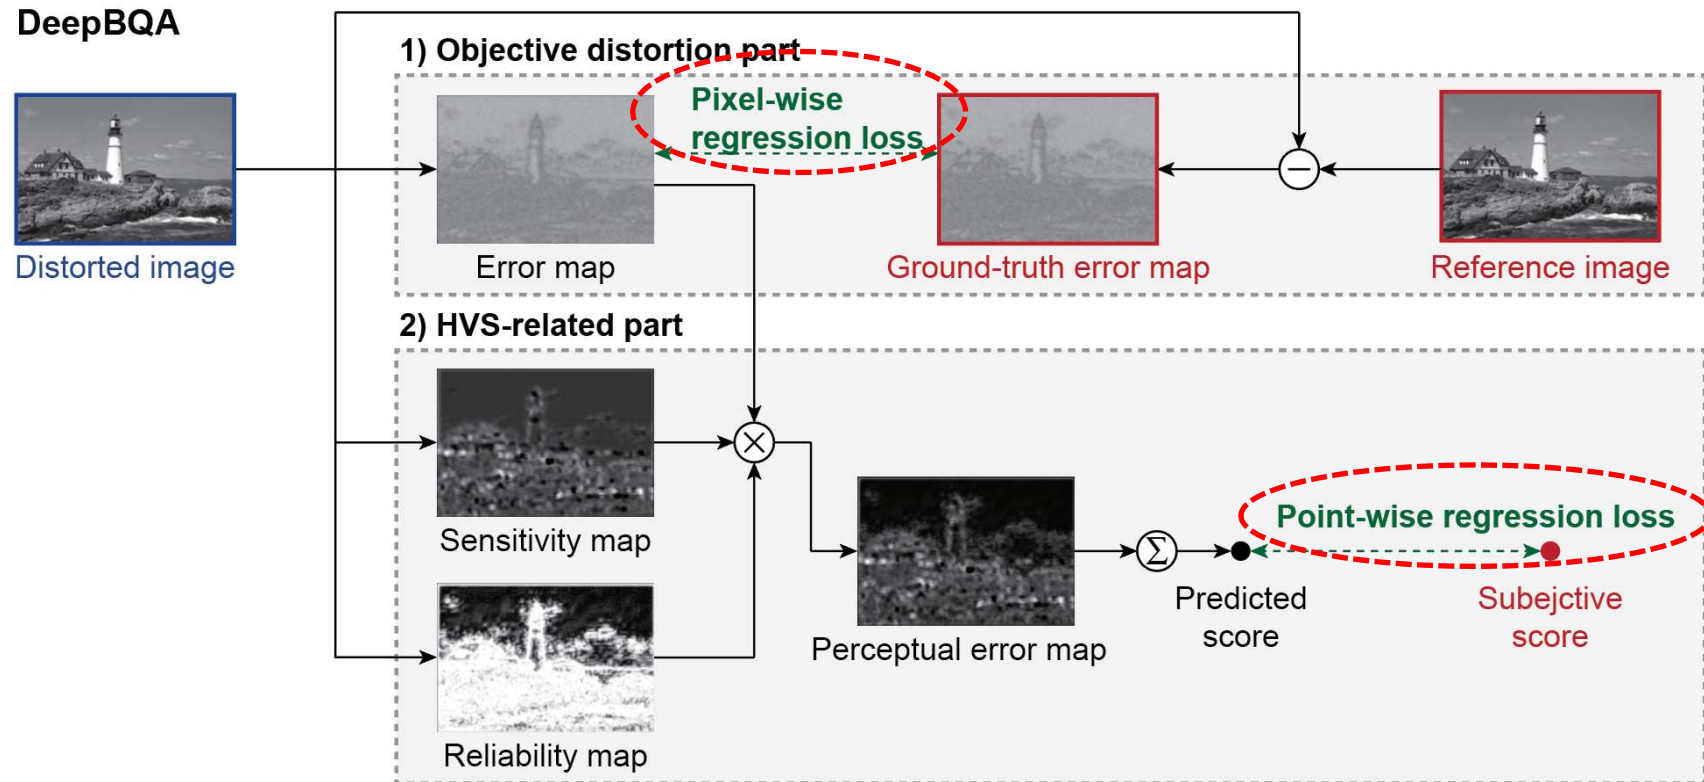 DeepBQA
1) Objective distortion part
Pixel-wise
regression loss
Distorted image
Error map
Ground-truth error map
Reference image
2) HVS-related part
Sensitivity map
Point-wise regression loss
Σ
Predicted
score
Subejctive
score
Perceptual error map
Reliability map